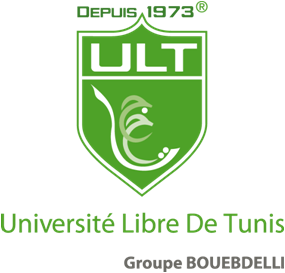 DEPUIS 1973®
ULT
Université Libre De Tunis
Groupe BOUEBDELLI